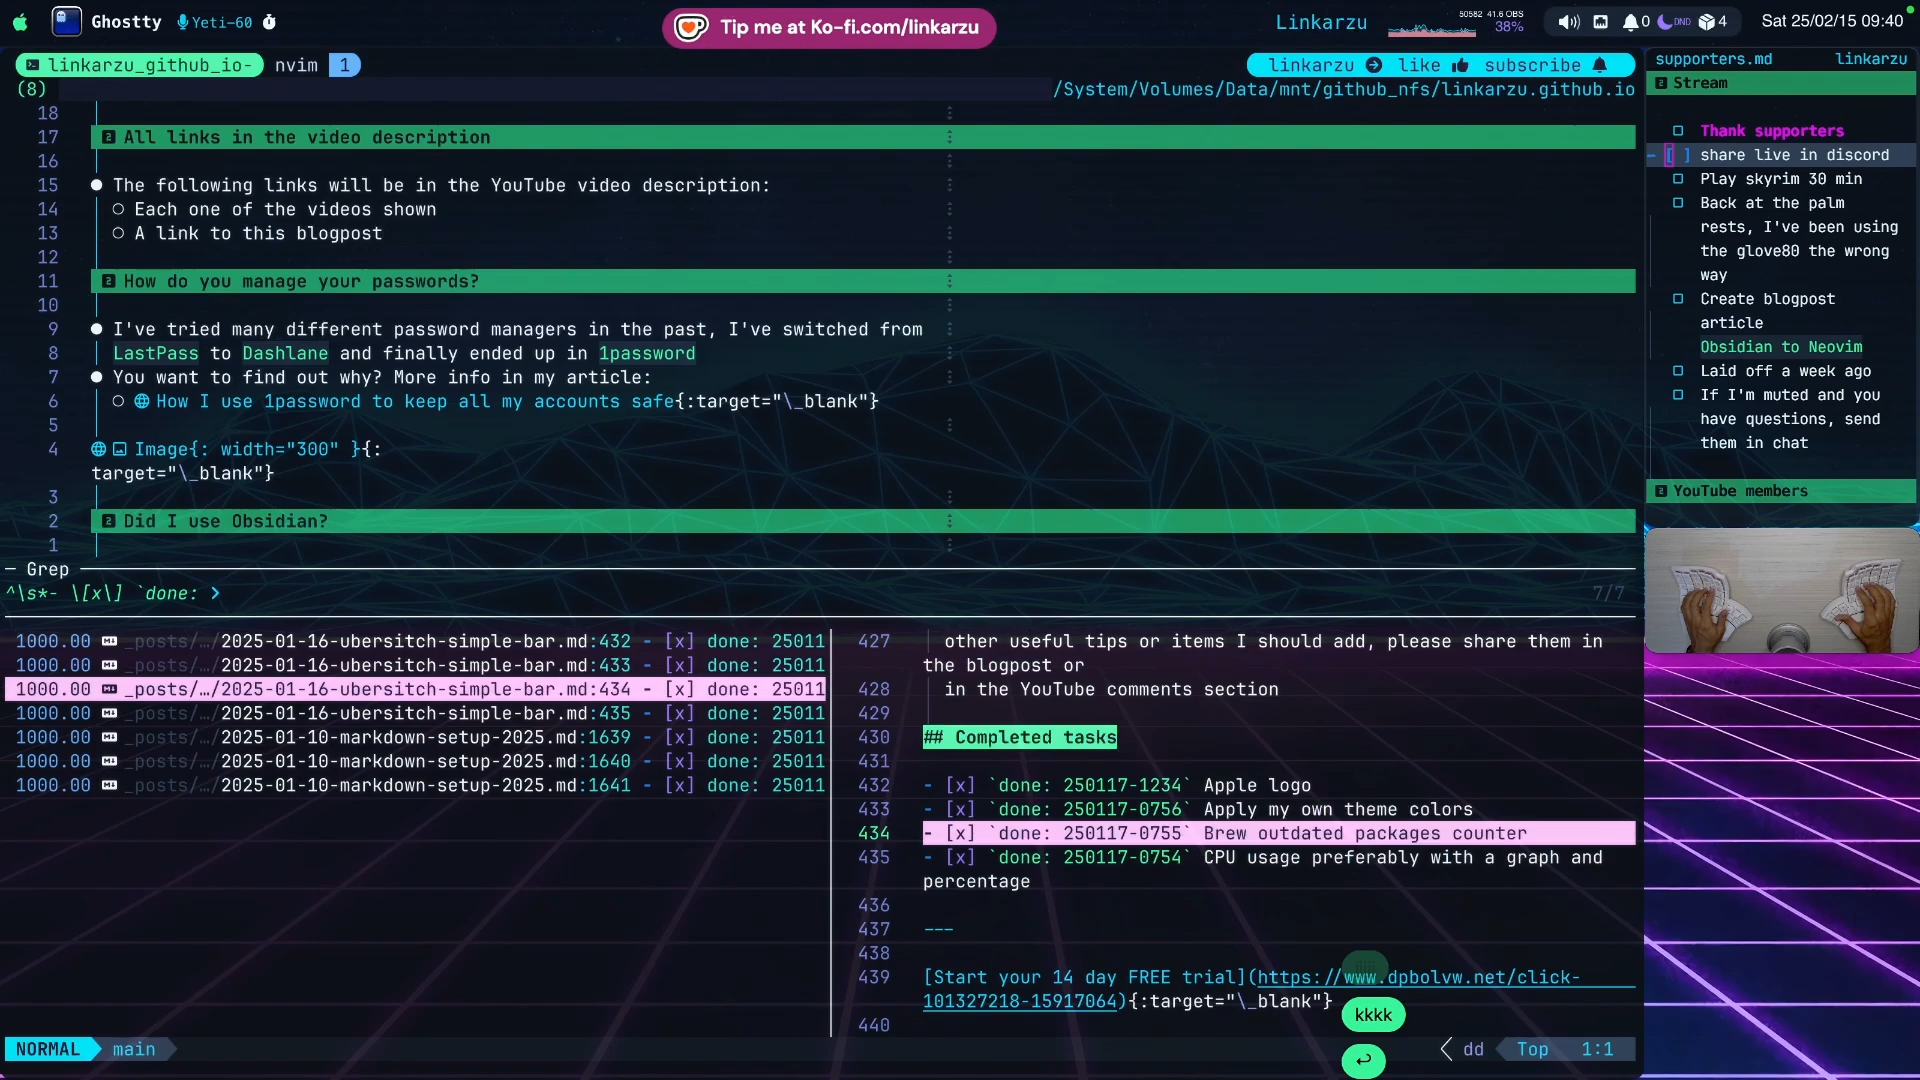 Ghostty Yeti-60
Tip me at Ko-fi.com/linkarzu
Linkarzu
50582 41.6 OBS
38%
0 DND 4 Sat 25/02/15 09:40
linkarzu_github_io- nvim 1
linkarzu like subscribe
(8) /System/Volumes/Data/mnt/github_nfs/linkarzu.github.io
18
17 2 All links in the video description
16
15 The following links will be in the YouTube video description:
14 Each one of the videos shown
13 A link to this blogpost
12
11 2 How do you manage your passwords?
10
9 I've tried many different password managers in the past, I've switched from
8 LastPass to Dashlane and finally ended up in 1password
7 You want to find out why? More info in my article:
6 How I use 1password to keep all my accounts safe{:target="\_blank"}
5
4 Image{: width="300" }{:
target="\_blank"}
3
2 2 Did I use Obsidian?
1
Grep
^\s*- \[x\] `done: > 7/7
1000.00 _posts/…/2025-01-16-ubersitch-simple-bar.md:432 - [x] done: 25011
1000.00 _posts/…/2025-01-16-ubersitch-simple-bar.md:433 - [x] done: 25011
1000.00 _posts/…/2025-01-16-ubersitch-simple-bar.md:434 - [x] done: 25011
1000.00 _posts/…/2025-01-16-ubersitch-simple-bar.md:435 - [x] done: 25011
1000.00 _posts/…/2025-01-10-markdown-setup-2025.md:1639 - [x] done: 25011
1000.00 _posts/…/2025-01-10-markdown-setup-2025.md:1640 - [x] done: 25011
1000.00 _posts/…/2025-01-10-markdown-setup-2025.md:1641 - [x] done: 25011
427 other useful tips or items I should add, please share them in
the blogpost or
428 in the YouTube comments section
429
430 ## Completed tasks
431
432 - [x] `done: 250117-1234` Apple logo
433 - [x] `done: 250117-0756` Apply my own theme colors
434 - [x] `done: 250117-0755` Brew outdated packages counter
435 - [x] `done: 250117-0754` CPU usage preferably with a graph and
percentage
436
437 ---
438
439 [Start your 14 day FREE trial](https://www.dpbolvw.net/click-
101327218-15917064){:target="\_blank"}
440
kkkk
NORMAL main dd Top 1:1
supporters.md linkarzu
2 Stream
Thank supporters
- [ ] share live in discord
Play skyrim 30 min
Back at the palm
rests, I've been using
the glove80 the wrong
way
Create blogpost
article
Obsidian to Neovim
Laid off a week ago
If I'm muted and you
have questions, send
them in chat
2 YouTube members